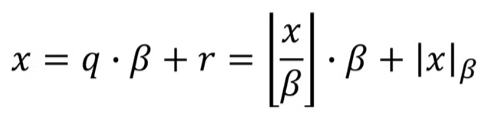 x = q · β + r = ⌊x/β⌋ · β + |x|_β